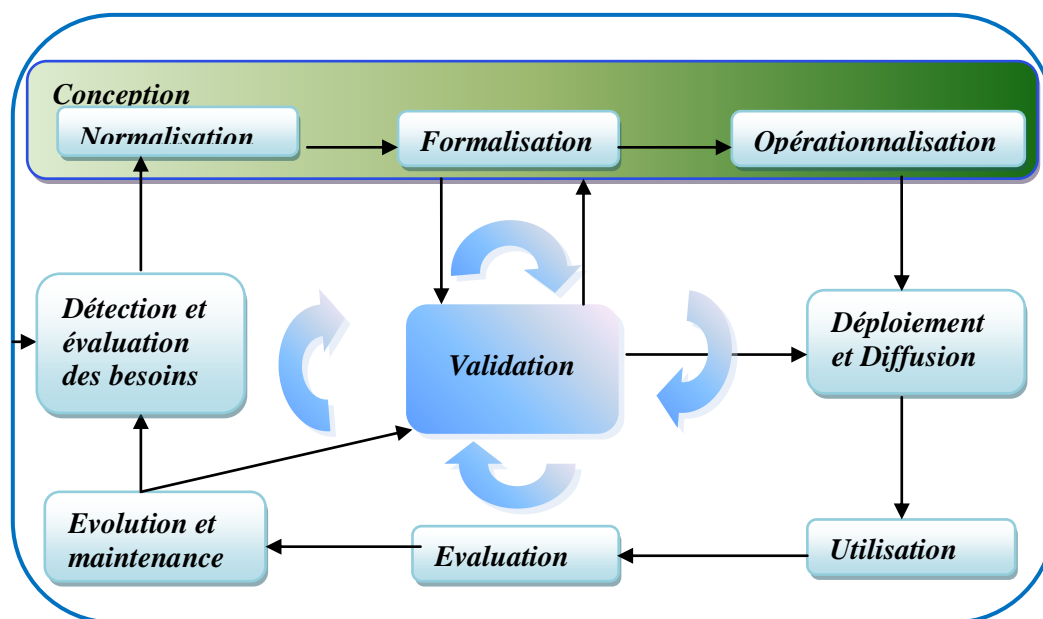 Conception
Normalisation
Formalisation
Opérationnalisation
Détection et
évaluation
des besoins
Validation
Déploiement
et Diffusion
Evolution et
maintenance
Evaluation
Utilisation